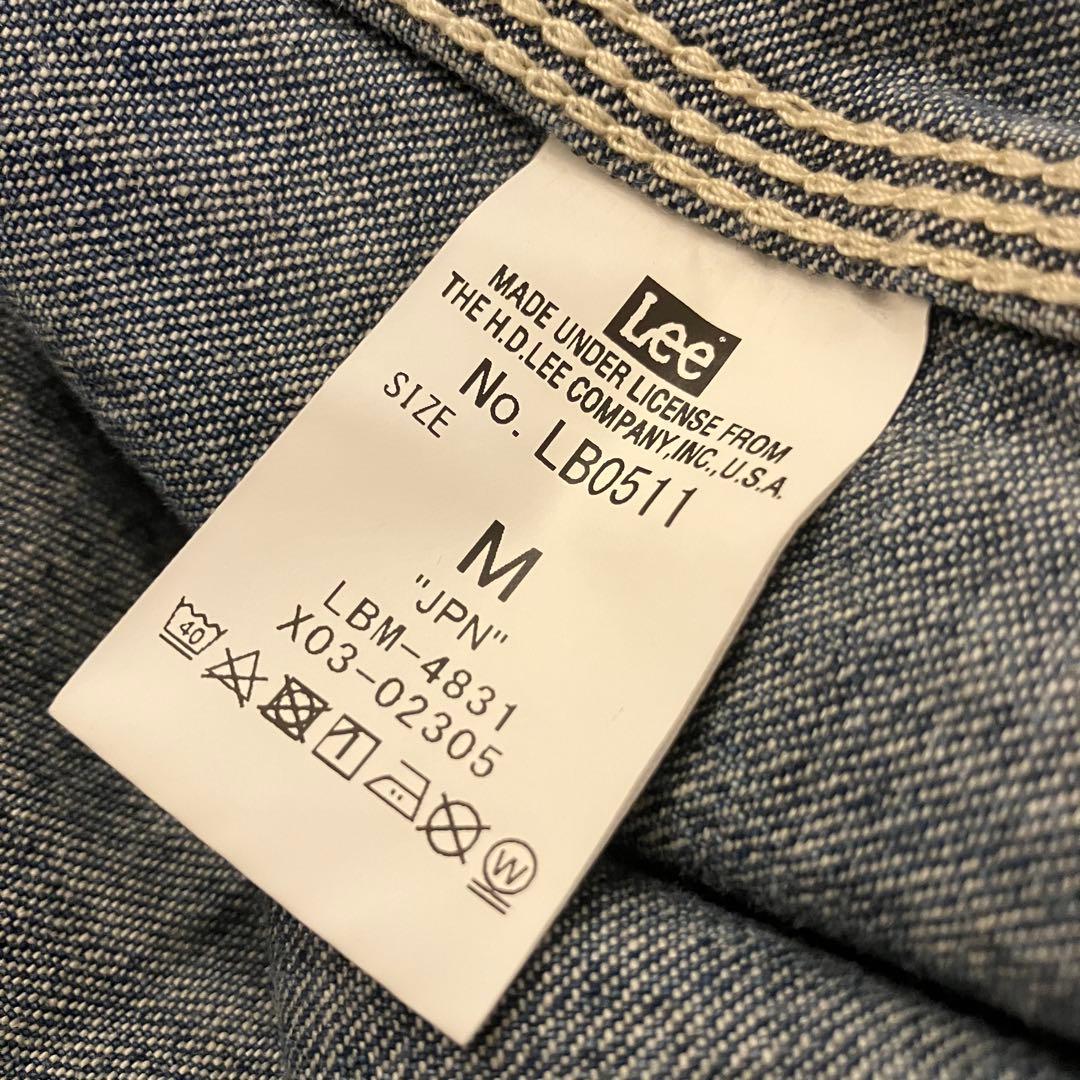 Lee®
MADE UNDER LICENSE FROM
THE H.D.LEE COMPANY,INC.,U.S.A.
No. LB0511
SIZE
M
"JPN"
LBM-4831
X03-02305
40
W